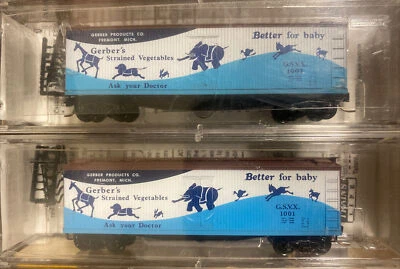 GERBER PRODUCTS CO.
FREMONT, MICH.
Better for baby
Gerber's
Strained Vegetables
G.S.V.X.
1007
Ask your Doctor
GERBER PRODUCTS CO.
FREMONT, MICH.
Better for baby
Gerber's
Strained Vegetables
G.S.V.X.
1001
Ask your Doctor